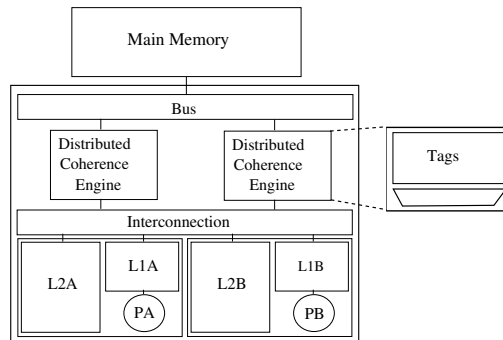 Main Memory
Bus
Distributed
Coherence
Engine
Distributed
Coherence
Engine
Tags
Interconnection
L2A
L1A
PA
L2B
L1B
PB